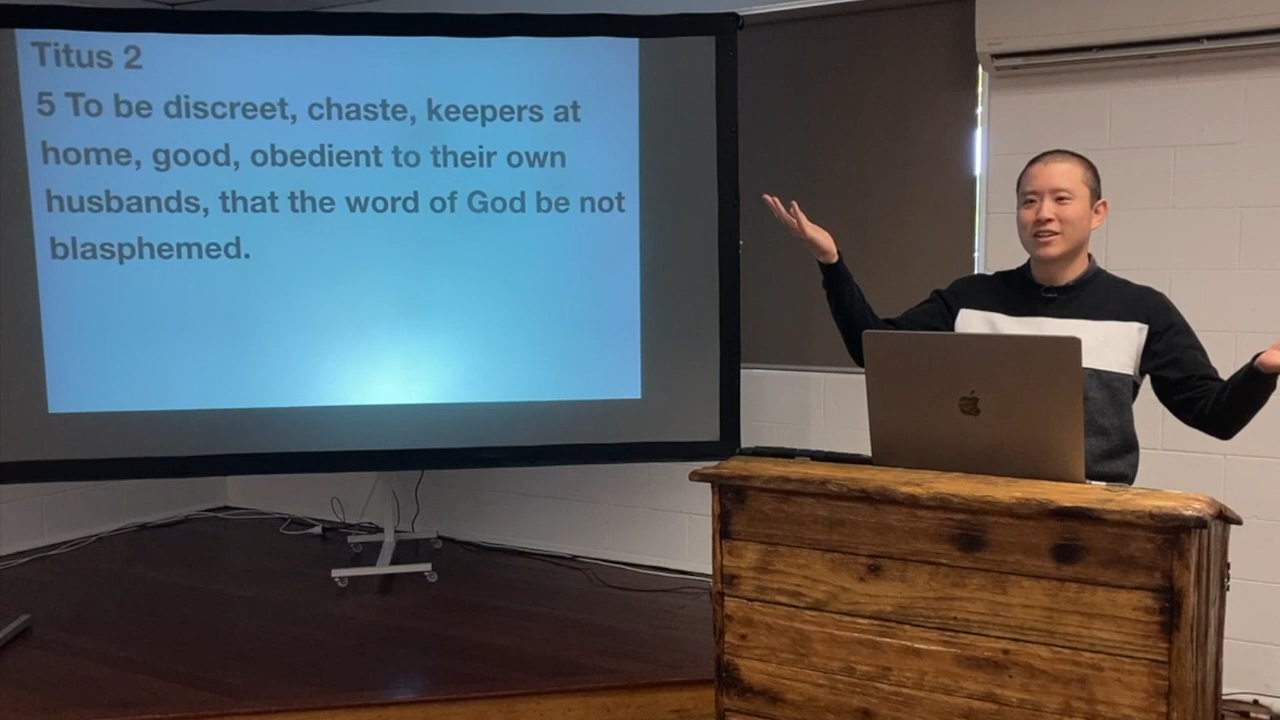 Titus 2
5 To be discreet, chaste, keepers at
home, good, obedient to their own
husbands, that the word of God be not
blasphemed.